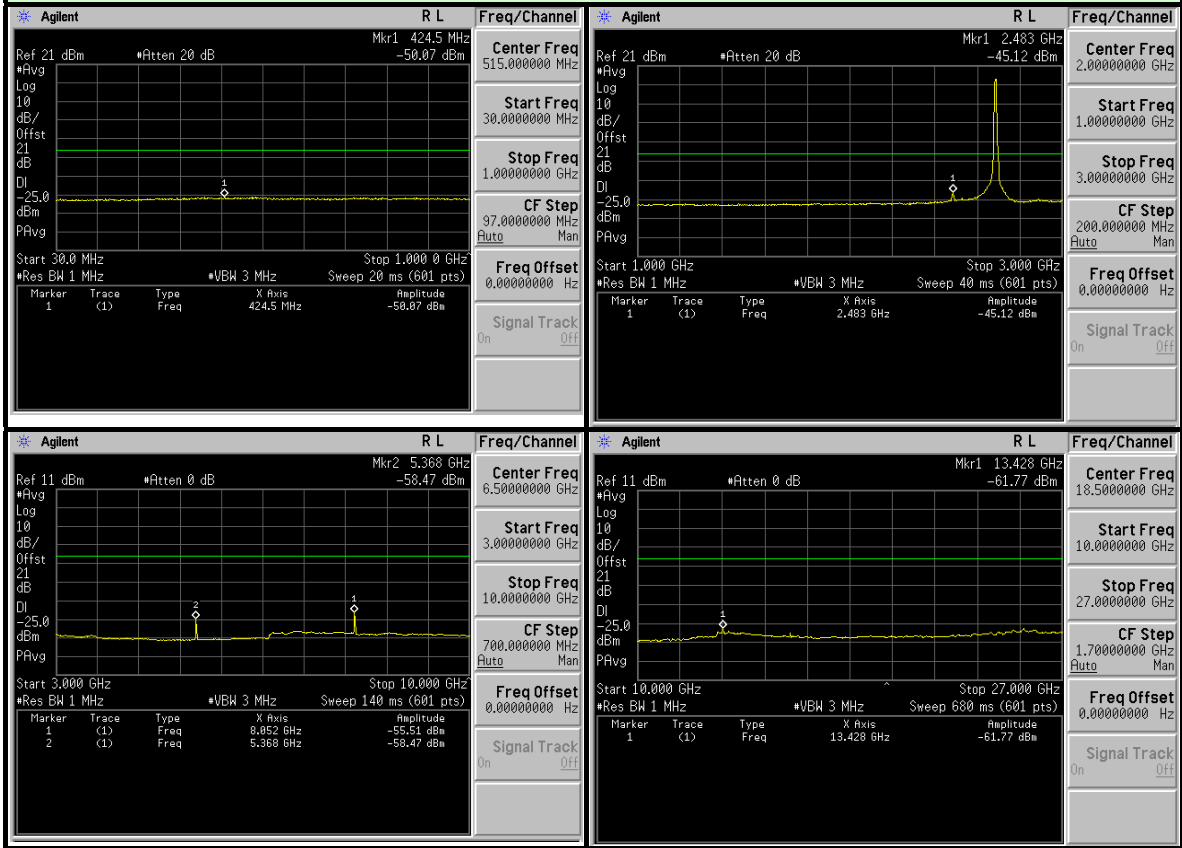 Agilent R L Freq/Channel
Mkr1 424.5 MHz
Ref 21 dBm #Atten 20 dB -50.07 dBm
#Avg
Log
10
dB/
Offst
21
dB
DI
-25.0
dBm
PAvg
1
Start 30.0 MHz Stop 1.000 0 GHz^
#Res BW 1 MHz #VBW 3 MHz Sweep 20 ms (601 pts)
Marker Trace Type X Axis Amplitude
1 (1) Freq 424.5 MHz -50.07 dBm
Center Freq
515.000000 MHz
Start Freq
30.0000000 MHz
Stop Freq
1.00000000 GHz
CF Step
97.0000000 MHz
Auto Man
Freq Offset
0.00000000 Hz
Signal Track
On Off
Agilent R L Freq/Channel
Mkr1 2.483 GHz
Ref 21 dBm #Atten 20 dB -45.12 dBm
#Avg
Log
10
dB/
Offst
21
dB
DI
-25.0
dBm
PAvg
1
Start 1.000 GHz Stop 3.000 GHz
#Res BW 1 MHz #VBW 3 MHz Sweep 40 ms (601 pts)
Marker Trace Type X Axis Amplitude
1 (1) Freq 2.483 GHz -45.12 dBm
Center Freq
2.00000000 GHz
Start Freq
1.00000000 GHz
Stop Freq
3.00000000 GHz
CF Step
200.000000 MHz
Auto Man
Freq Offset
0.00000000 Hz
Signal Track
On Off
Agilent R L Freq/Channel
Mkr2 5.368 GHz
Ref 11 dBm #Atten 0 dB -58.47 dBm
#Avg
Log
10
dB/
Offst
21
dB
DI
-25.0
dBm
PAvg
2
1
Start 3.000 GHz Stop 10.000 GHz^
#Res BW 1 MHz #VBW 3 MHz Sweep 140 ms (601 pts)
Marker Trace Type X Axis Amplitude
1 (1) Freq 8.052 GHz -55.51 dBm
2 (1) Freq 5.368 GHz -58.47 dBm
Center Freq
6.50000000 GHz
Start Freq
3.00000000 GHz
Stop Freq
10.0000000 GHz
CF Step
700.000000 MHz
Auto Man
Freq Offset
0.00000000 Hz
Signal Track
On Off
Agilent R L Freq/Channel
Mkr1 13.428 GHz
Ref 11 dBm #Atten 0 dB -61.77 dBm
#Avg
Log
10
dB/
Offst
21
dB
DI
-25.0
dBm
PAvg
1
Start 10.000 GHz ^ Stop 27.000 GHz
#Res BW 1 MHz #VBW 3 MHz Sweep 680 ms (601 pts)
Marker Trace Type X Axis Amplitude
1 (1) Freq 13.428 GHz -61.77 dBm
Center Freq
18.5000000 GHz
Start Freq
10.0000000 GHz
Stop Freq
27.0000000 GHz
CF Step
1.70000000 GHz
Auto Man
Freq Offset
0.00000000 Hz
Signal Track
On Off